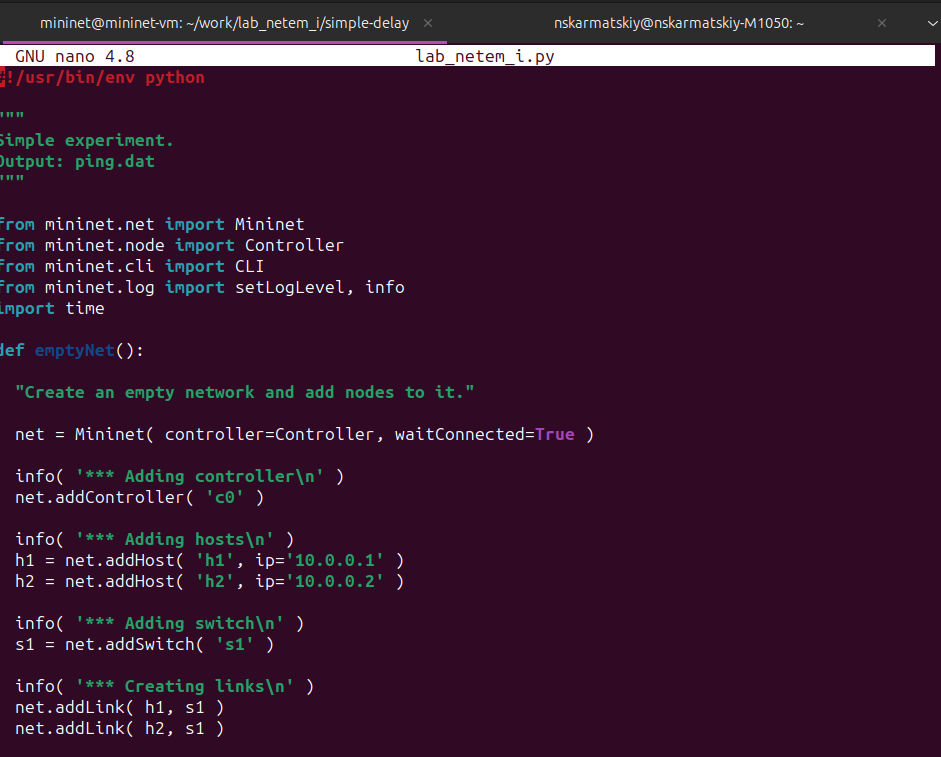 mininet@mininet-vm: ~/work/lab_netem_i/simple-delay ×
nskarmatskiy@nskarmatskiy-M1050: ~ ×
GNU nano 4.8 lab_netem_i.py
#!/usr/bin/env python
"""
Simple experiment.
Output: ping.dat
"""
from mininet.net import Mininet
from mininet.node import Controller
from mininet.cli import CLI
from mininet.log import setLogLevel, info
import time
def emptyNet():
"Create an empty network and add nodes to it."
net = Mininet( controller=Controller, waitConnected=True )
info( '*** Adding controller\n' )
net.addController( 'c0' )
info( '*** Adding hosts\n' )
h1 = net.addHost( 'h1', ip='10.0.0.1' )
h2 = net.addHost( 'h2', ip='10.0.0.2' )
info( '*** Adding switch\n' )
s1 = net.addSwitch( 's1' )
info( '*** Creating links\n' )
net.addLink( h1, s1 )
net.addLink( h2, s1 )